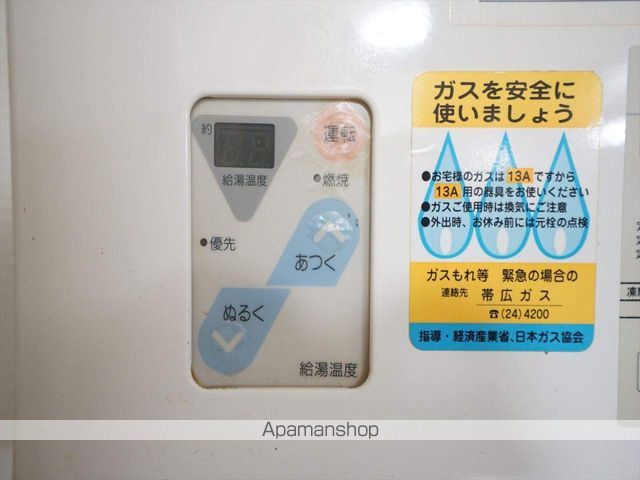 約
運転
給湯温度
燃焼
優先
あつく
ぬるく
給湯温度
ガスを安全に
使いましょう
●お宅様のガスは13Aですから
13A用の器具をお使いください
●ガスご使用時は換気にご注意
●外出時、お休み前には元栓の点検
ガスもれ等 緊急の場合の
連絡先 帯広ガス
☎(24)4200
指導・経済産業省、日本ガス協会
Apamanshop